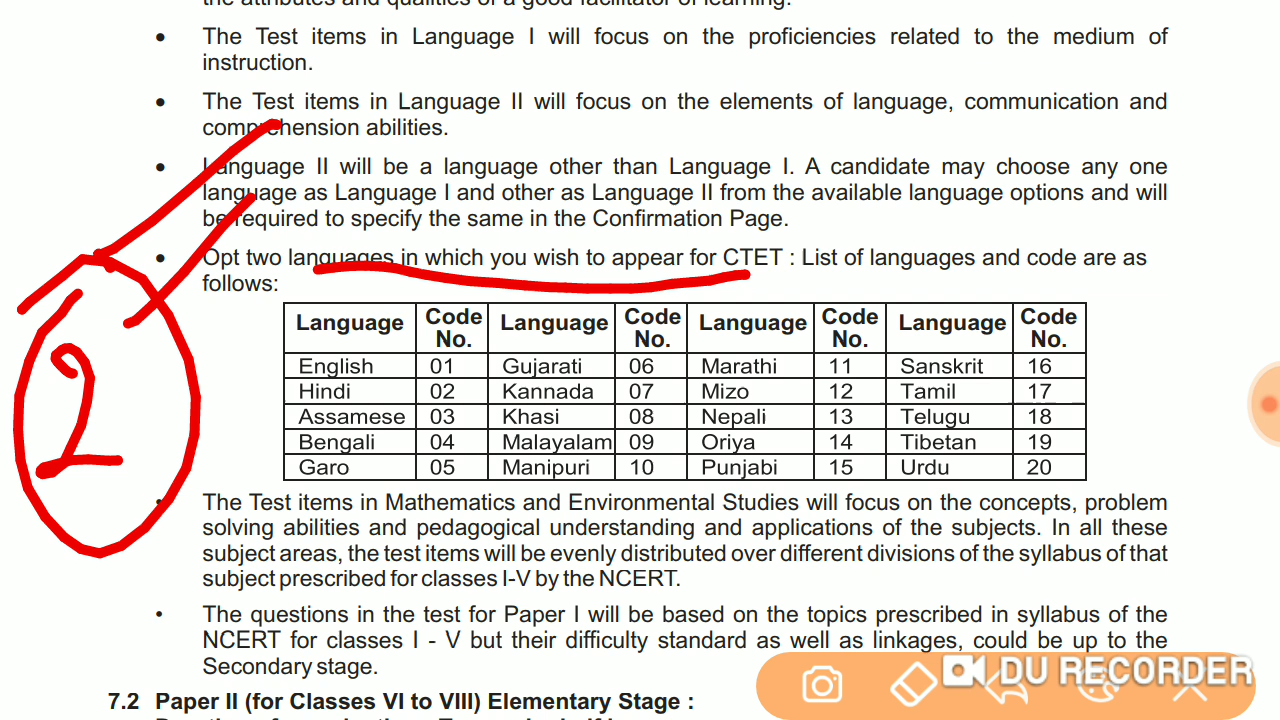 the attributes and qualities of a good facilitator of learning.
• The Test items in Language I will focus on the proficiencies related to the medium of
instruction.
• The Test items in Language II will focus on the elements of language, communication and
comprehension abilities.
• Language II will be a language other than Language I. A candidate may choose any one
language as Language I and other as Language II from the available language options and will
be required to specify the same in the Confirmation Page.
• Opt two languages in which you wish to appear for CTET : List of languages and code are as
follows:
Language Code No. Language Code No. Language Code No. Language Code No.
English 01 Gujarati 06 Marathi 11 Sanskrit 16
Hindi 02 Kannada 07 Mizo 12 Tamil 17
Assamese 03 Khasi 08 Nepali 13 Telugu 18
Bengali 04 Malayalam 09 Oriya 14 Tibetan 19
Garo 05 Manipuri 10 Punjabi 15 Urdu 20
2
• The Test items in Mathematics and Environmental Studies will focus on the concepts, problem
solving abilities and pedagogical understanding and applications of the subjects. In all these
subject areas, the test items will be evenly distributed over different divisions of the syllabus of that
subject prescribed for classes I-V by the NCERT.
• The questions in the test for Paper I will be based on the topics prescribed in syllabus of the
NCERT for classes I - V but their difficulty standard as well as linkages, could be up to the
Secondary stage.
DU RECORDER
7.2 Paper II (for Classes VI to VIII) Elementary Stage :